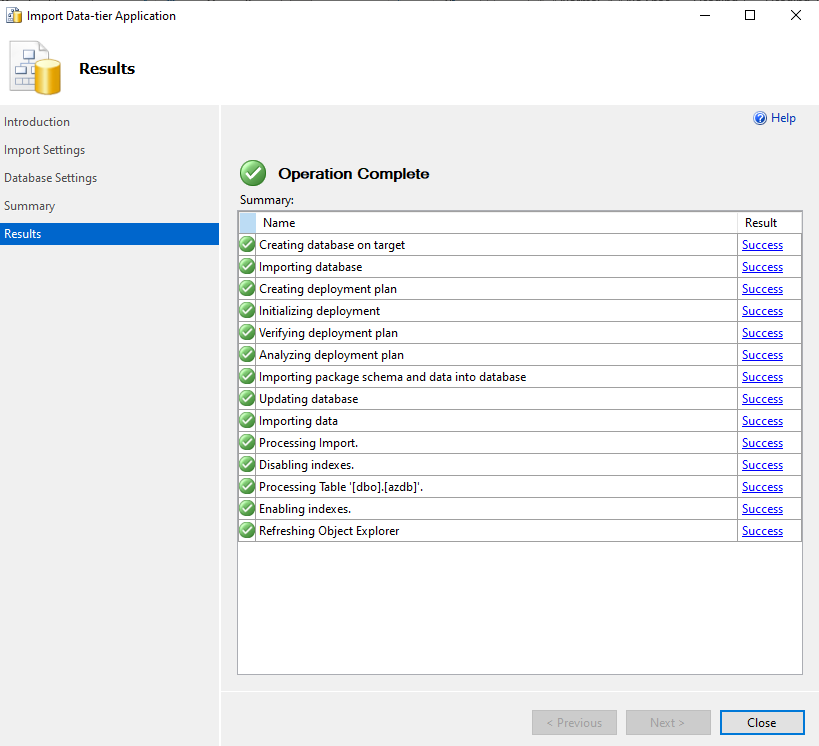 Import Data-tier Application
Results
Introduction
Import Settings
Database Settings
Summary
Results
Help
Operation Complete
Summary:
Name Result
Creating database on target Success
Importing database Success
Creating deployment plan Success
Initializing deployment Success
Verifying deployment plan Success
Analyzing deployment plan Success
Importing package schema and data into database Success
Updating database Success
Importing data Success
Processing Import. Success
Disabling indexes. Success
Processing Table '[dbo].[azdb]'. Success
Enabling indexes. Success
Refreshing Object Explorer Success
< Previous Next > Close